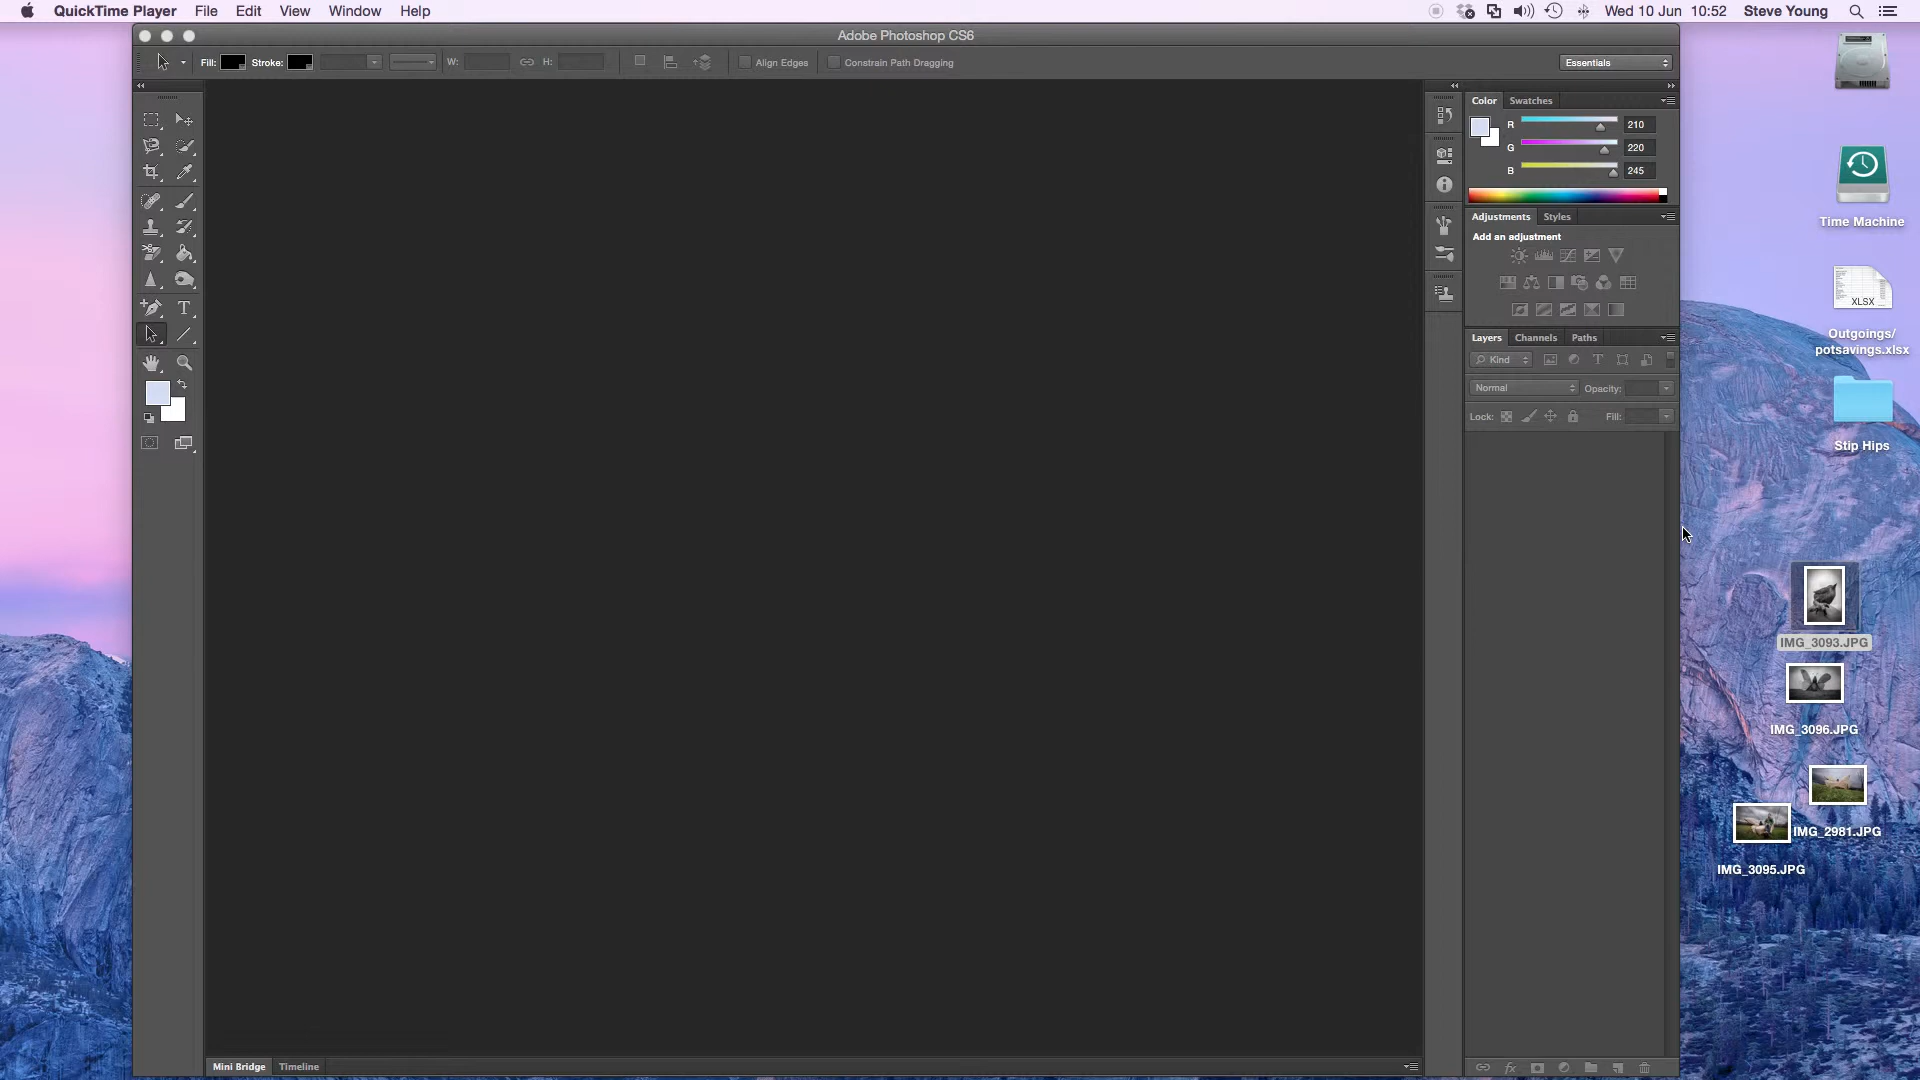 QuickTime Player File Edit View Window Help Wed 10 Jun 10:52 Steve Young
Adobe Photoshop CS6
Fill: Stroke: W: H: Align Edges Constrain Path Dragging Essentials
Color Swatches
R 210
G 220
B 245
Adjustments Styles
Add an adjustment
Layers Channels Paths
Kind
Normal Opacity:
Lock: Fill:
Mini Bridge Timeline
Time Machine
XLSX
Outgoings/
potsavings.xlsx
Stip Hips
IMG_3093.JPG
IMG_3096.JPG
IMG_2981.JPG
IMG_3095.JPG